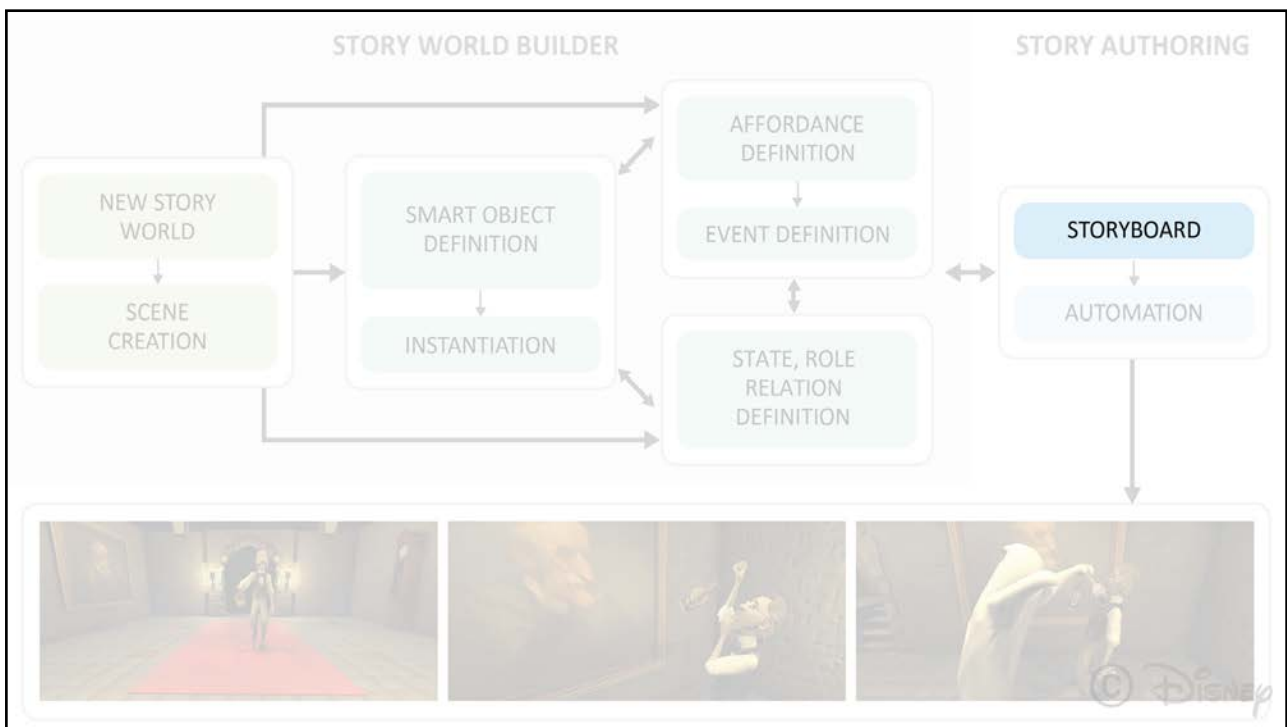 STORY WORLD BUILDER
STORY AUTHORING
NEW STORY
WORLD
SCENE
CREATION
SMART OBJECT
DEFINITION
INSTANTIATION
AFFORDANCE
DEFINITION
EVENT DEFINITION
STATE, ROLE
RELATION
DEFINITION
STORYBOARD
AUTOMATION
© Disney